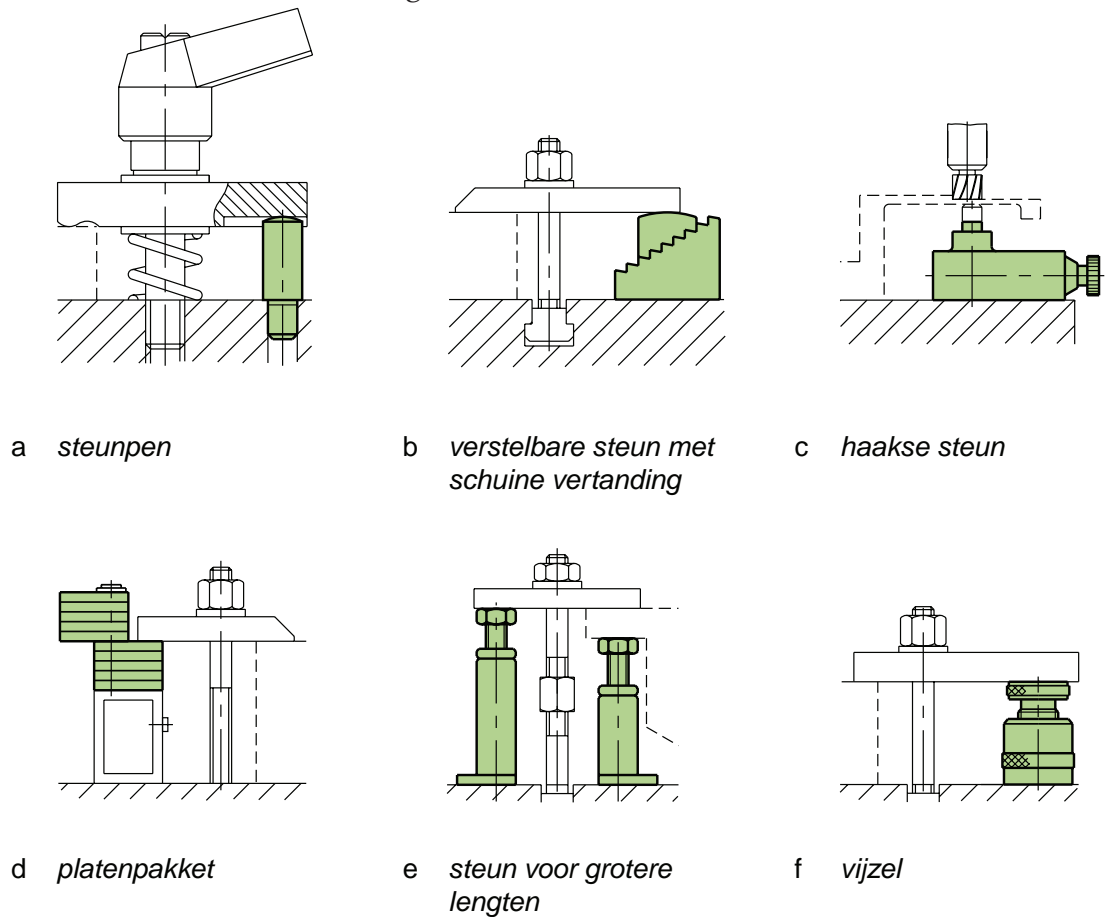 a steunpen
b verstelbare steun met
schuine vertanding
c haakse steun
d platenpakket
e steun voor grotere
lengten
f vijzel